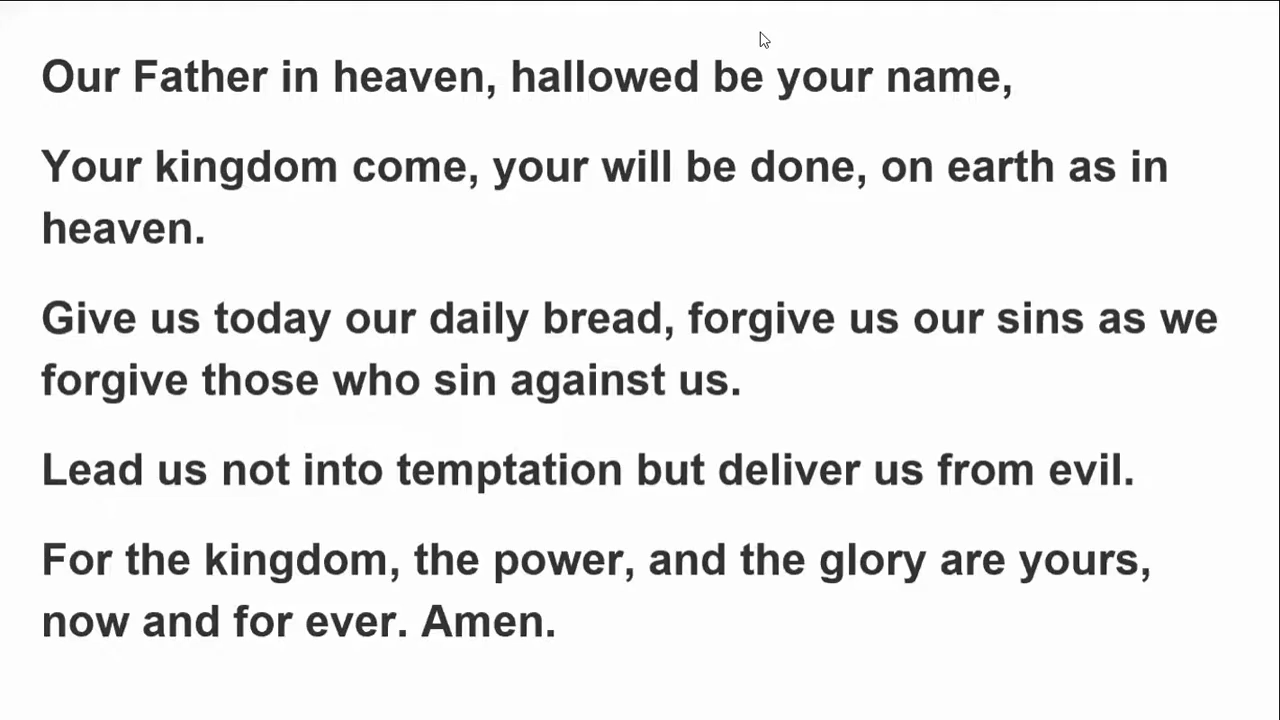 Our Father in heaven, hallowed be your name,
Your kingdom come, your will be done, on earth as in
heaven.
Give us today our daily bread, forgive us our sins as we
forgive those who sin against us.
Lead us not into temptation but deliver us from evil.
For the kingdom, the power, and the glory are yours,
now and for ever. Amen.